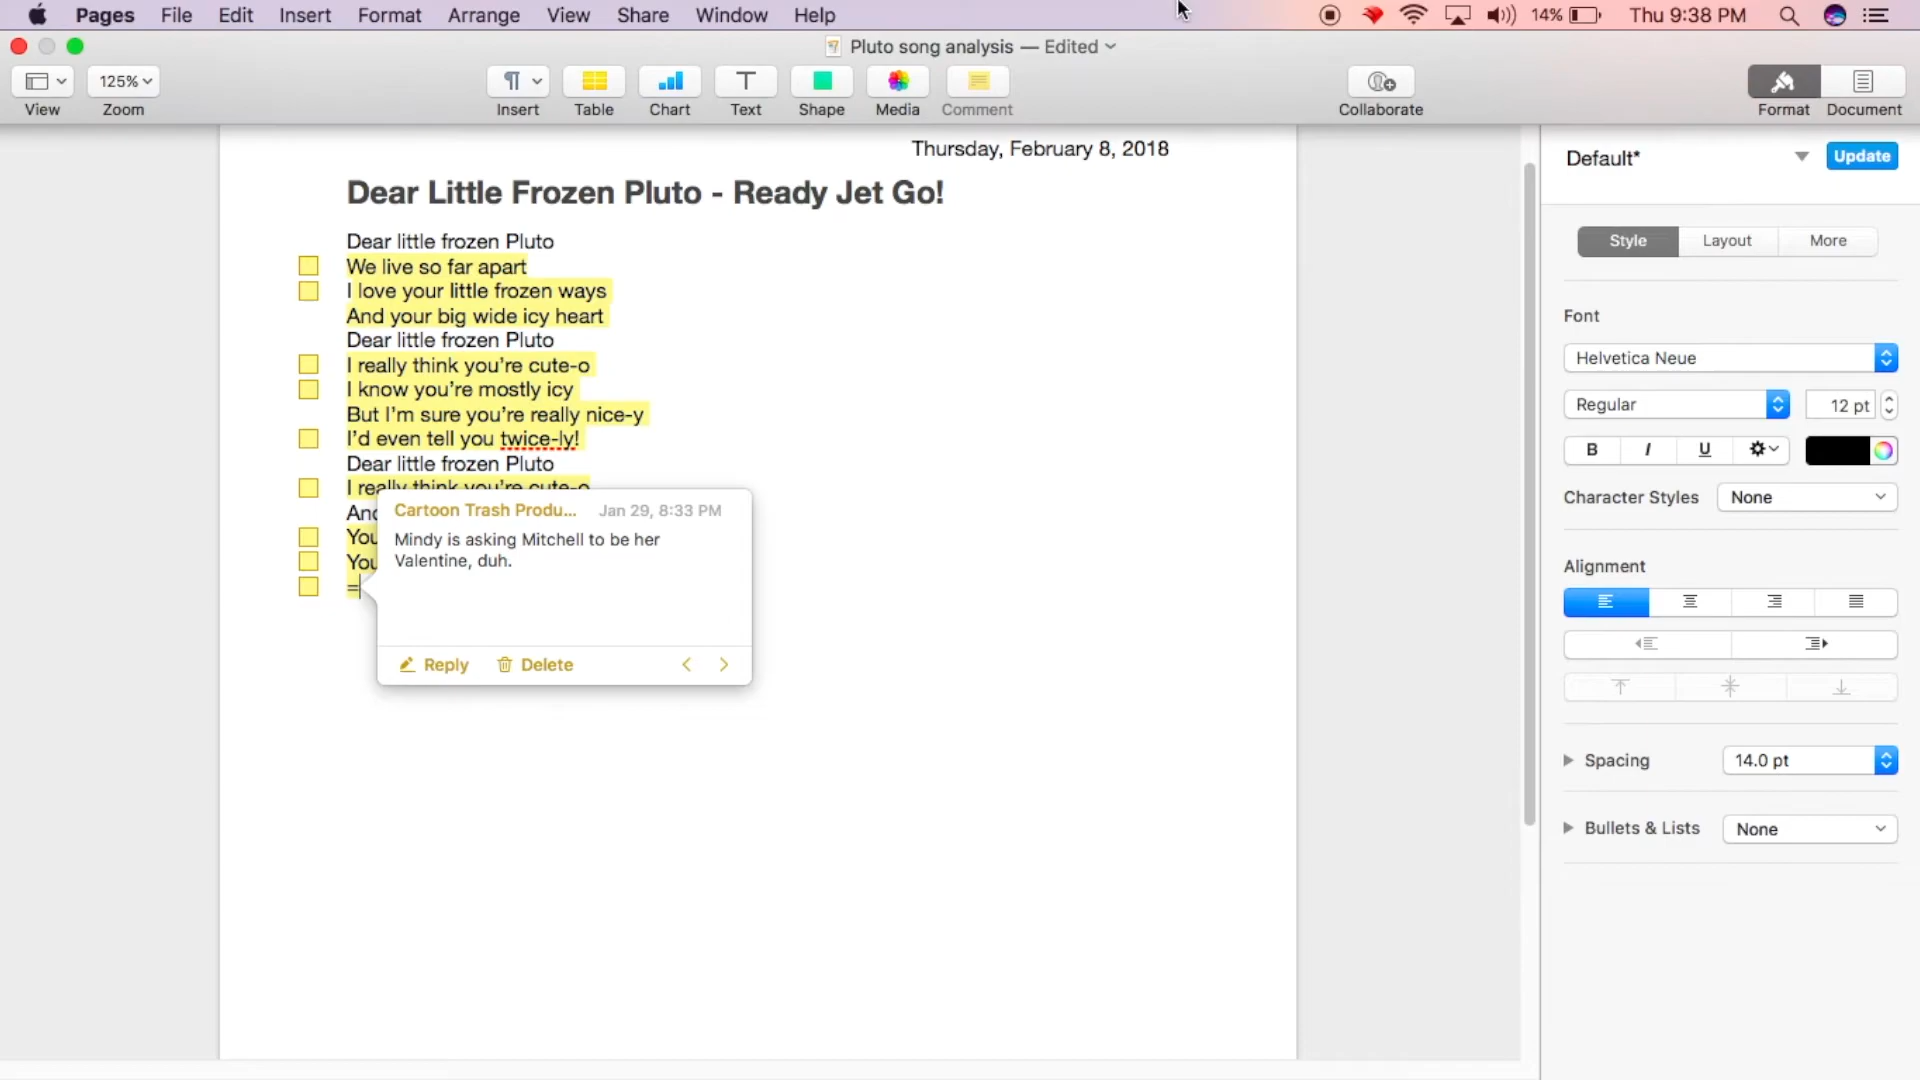 Pages File Edit Insert Format Arrange View Share Window Help 14% Thu 9:38 PM
Pluto song analysis — Edited
125%
View Zoom Insert Table Chart Text Shape Media Comment Collaborate Format Document
Thursday, February 8, 2018
Dear Little Frozen Pluto - Ready Jet Go!
Dear little frozen Pluto
We live so far apart
I love your little frozen ways
And your big wide icy heart
Dear little frozen Pluto
I really think you're cute-o
I know you're mostly icy
But I'm sure you're really nice-y
I'd even tell you twice-ly!
Dear little frozen Pluto
I really think you're cute-o
You
You
=
Cartoon Trash Produ... Jan 29, 8:33 PM
Mindy is asking Mitchell to be her
Valentine, duh.
Reply Delete
Default* Update
Style Layout More
Font
Helvetica Neue
Regular 12 pt
B I U
Character Styles None
Alignment
Spacing 14.0 pt
Bullets & Lists None